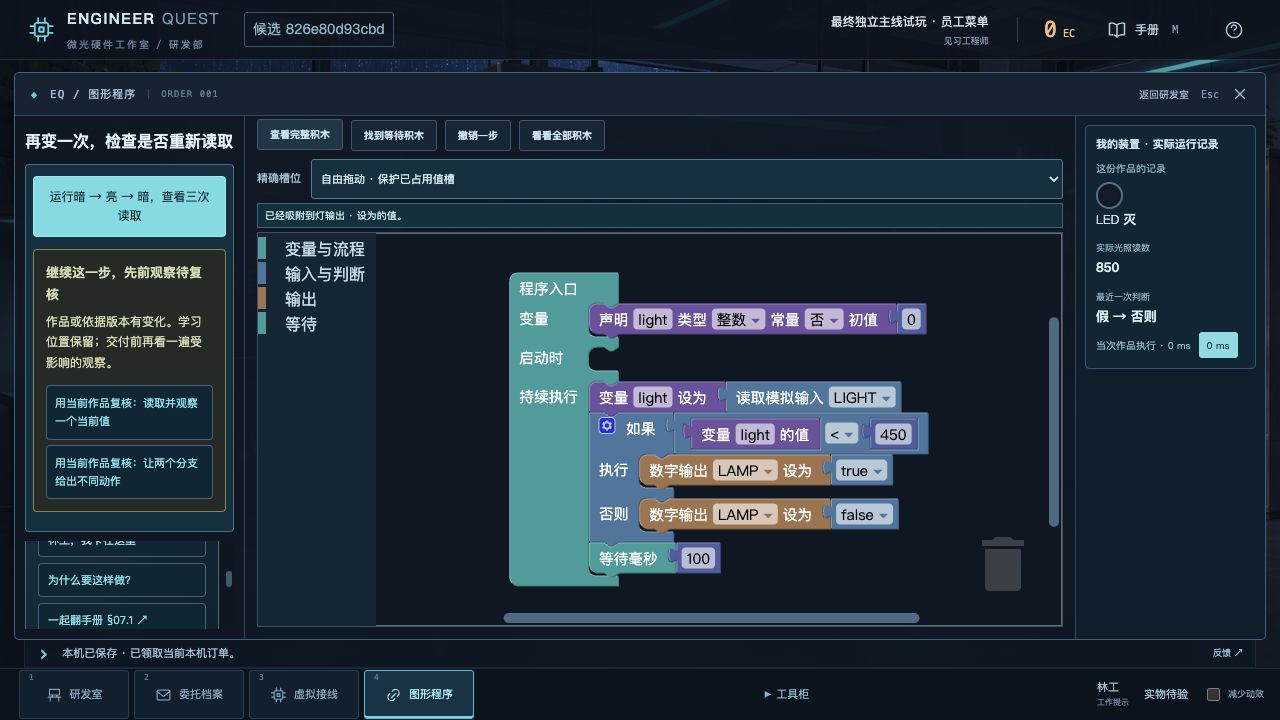 ENGINEER QUEST
微光硬件工作室 / 研发部
候选 826e80d93cbd
最终独立主线试玩 · 员工菜单
见习工程师
0 EC
手册 M
EQ / 图形程序
ORDER 001
返回研发室 Esc
再变一次，检查是否重新读取
运行暗 → 亮 → 暗，查看三次
读取
继续这一步，先前观察待复
核
作品或依据版本有变化。学习
位置保留；交付前再看一遍受
影响的观察。
用当前作品复核：读取并观察
一个当前值
用当前作品复核：让两个分支
给出不同动作
林工，我卡在这里
为什么要这样做？
一起翻手册 §07.1 ↗
查看完整积木
找到等待积木
撤销一步
看看全部积木
精确槽位
自由拖动 · 保护已占用值槽
已经吸附到灯输出 · 设为的值。
变量与流程
输入与判断
输出
等待
程序入口
变量
声明 light 类型 整数 常量 否 初值 0
启动时
持续执行
变量 light 设为 读取模拟输入 LIGHT
如果 变量 light 的值 < 450
执行 数字输出 LAMP 设为 true
否则 数字输出 LAMP 设为 false
等待毫秒 100
我的装置 · 实际运行记录
这份作品的记录
LED 灭
实际光照读数
850
最近一次判断
假 → 否则
当次作品执行 · 0 ms
0 ms
本机已保存 · 已领取当前本机订单。
反馈 ↗
1 研发室
2 委托档案
3 虚拟接线
4 图形程序
工具柜
林工
工作提示
实物待验
减少动效